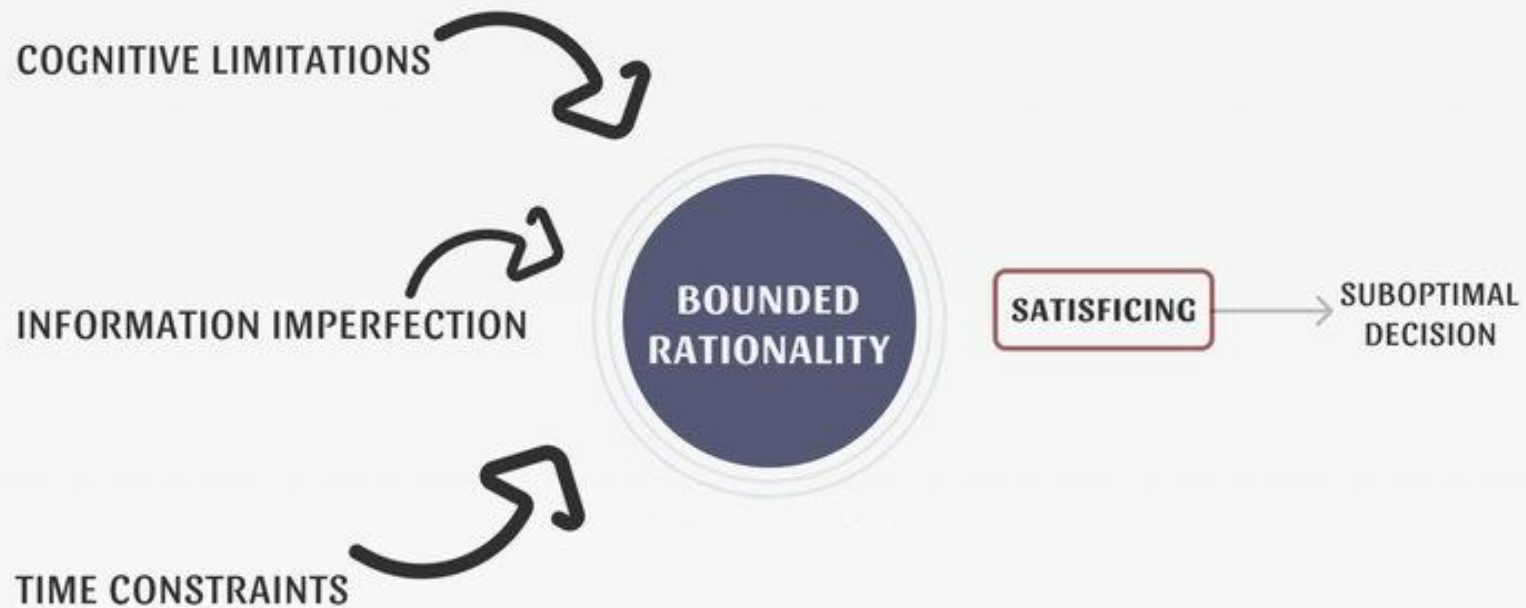 COGNITIVE LIMITATIONS
INFORMATION IMPERFECTION
TIME CONSTRAINTS
BOUNDED
RATIONALITY
SATISFICING
SUBOPTIMAL
DECISION